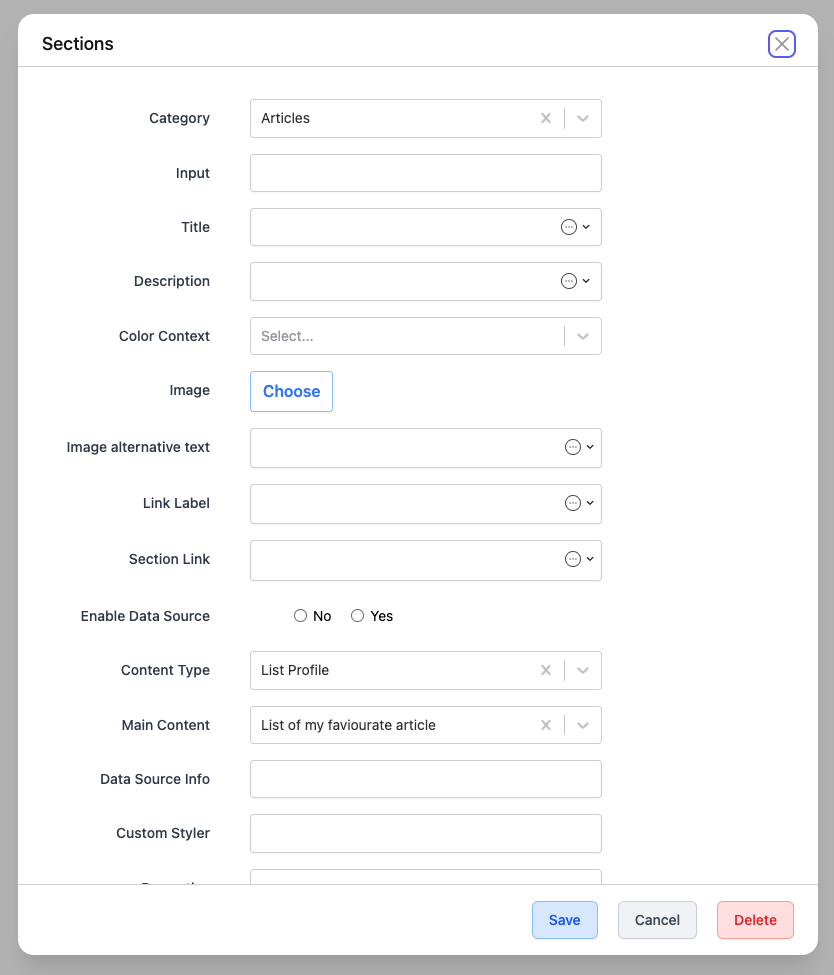 Sections
Category
Articles
Input
Title
Description
Color Context
Select...
Image
Choose
Image alternative text
Link Label
Section Link
Enable Data Source
No
Yes
Content Type
List Profile
Main Content
List of my faviourate article
Data Source Info
Custom Styler
Save
Cancel
Delete